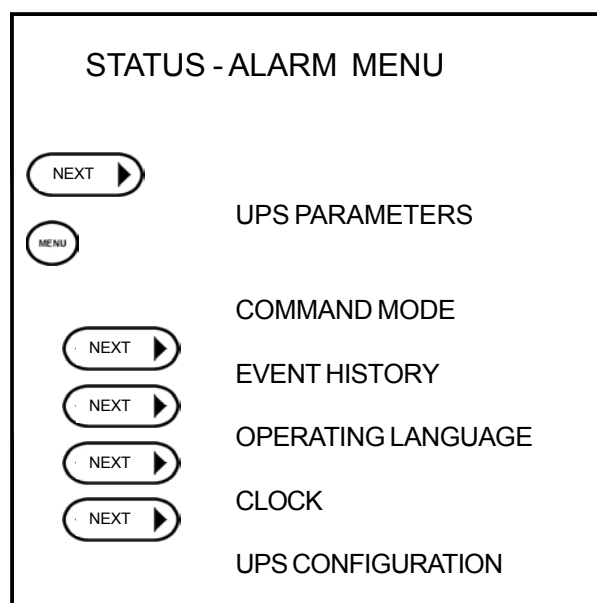 STATUS - ALARM MENU
NEXT
UPS PARAMETERS
MENU
COMMAND MODE
NEXT
EVENT HISTORY
NEXT
OPERATING LANGUAGE
NEXT
CLOCK
NEXT
UPS CONFIGURATION